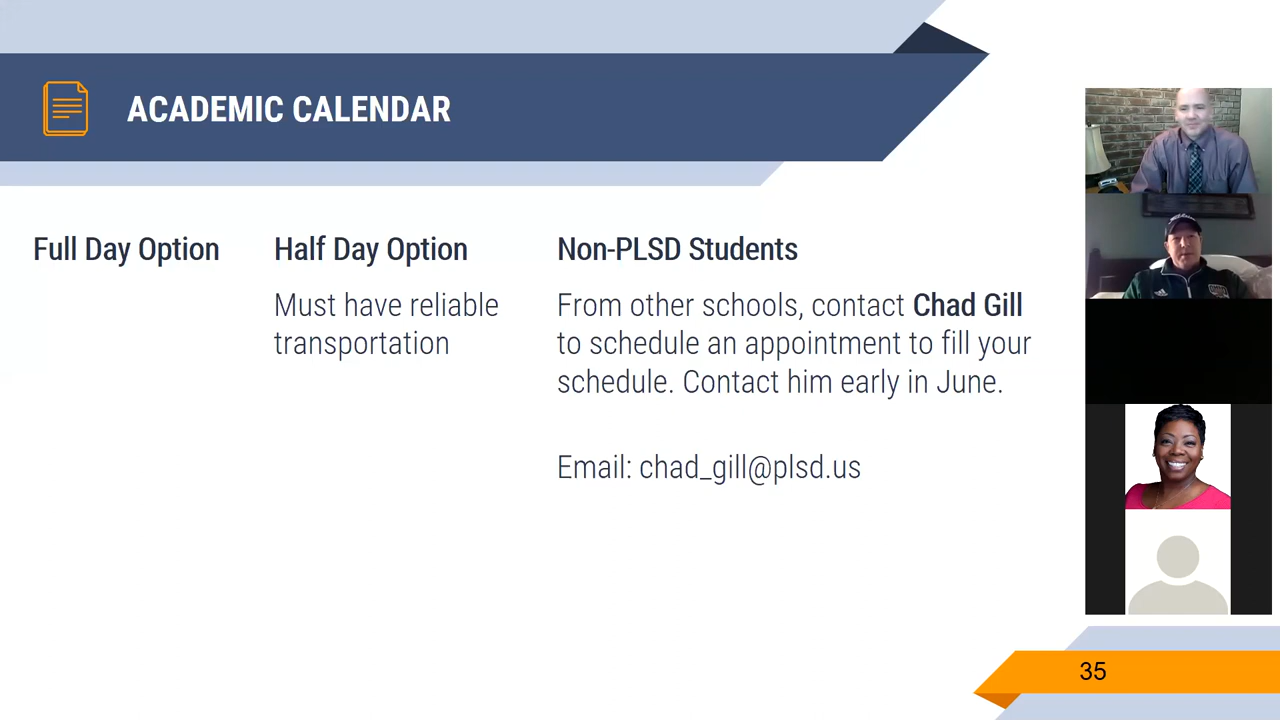 ACADEMIC CALENDAR
Full Day Option
Half Day Option
Must have reliable
transportation
Non-PLSD Students
From other schools, contact Chad Gill
to schedule an appointment to fill your
schedule. Contact him early in June.
Email: chad_gill@plsd.us
35